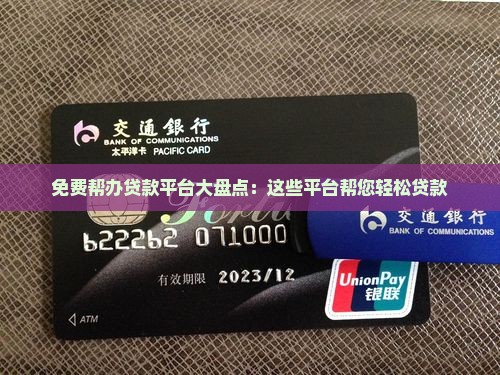 交通銀行
BANK OF COMMUNICATIONS
太平洋卡 PACIFIC CARD
免费帮办贷款平台大盘点：这些平台帮您轻松贷款
交通銀行
BANK OF COMMUNICATIONS
622262 071000
有效期限 2023/12
UnionPay
银联
ATM